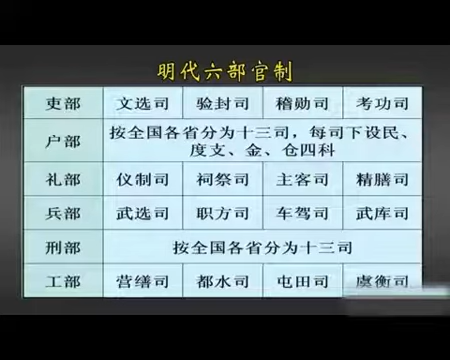 明代六部官制
吏部 文选司 验封司 稽勋司 考功司
户部 按全国各省分为十三司，每司下设民、
度支、金、仓四科
礼部 仪制司 祠祭司 主客司 精膳司
兵部 武选司 职方司 车驾司 武库司
刑部 按全国各省分为十三司
工部 营缮司 都水司 屯田司 虞衡司